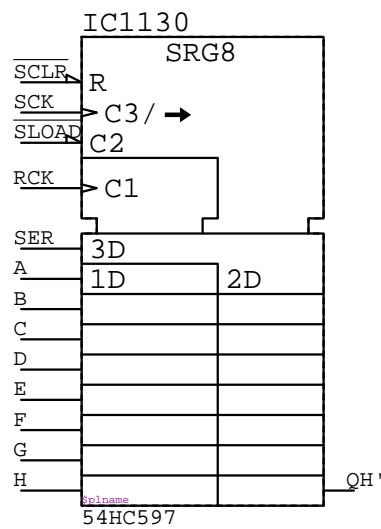 IC1130
SRG8
SCLR
R
SCK
C3/
SLOAD
C2
RCK
C1
SER
3D
A
1D
2D
B
C
D
E
F
G
H
QH'
$plname
54HC597